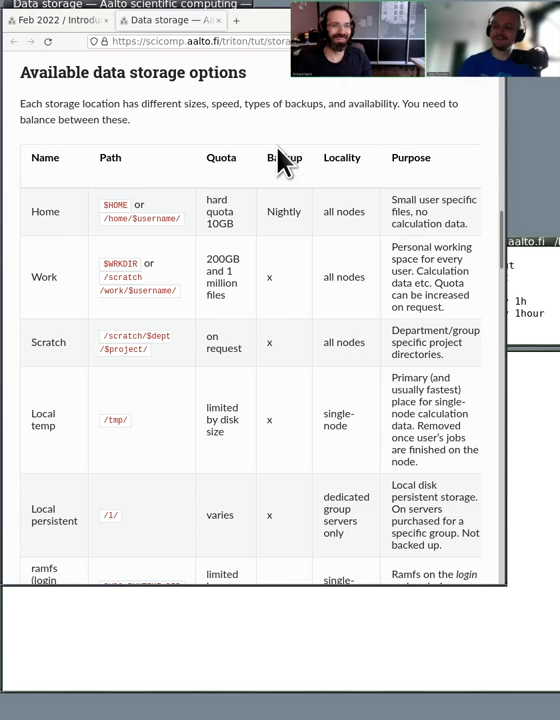 Data storage — Aalto scientific computing —
Feb 2022 / Introdu
Data storage — Aa
https://scicomp.aalto.fi/triton/tut/stora
Available data storage options
Each storage location has different sizes, speed, types of backups, and availability. You need to
balance between these.
Name Path Quota Backup Locality Purpose
Home
$HOME or
/home/$username/
hard
quota
10GB
Nightly
all nodes
Small user specific
files, no
calculation data.
Work
$WRKDIR or
/scratch
/work/$username/
200GB
and 1
million
files
x
all nodes
Personal working
space for every
user. Calculation
data etc. Quota
can be increased
on request.
Scratch
/scratch/$dept
/$project/
on
request
x
all nodes
Department/group
specific project
directories.
Local
temp
/tmp/
limited
by disk
size
x
single-
node
Primary (and
usually fastest)
place for single-
node calculation
data. Removed
once user's jobs
are finished on the
node.
Local
persistent
/l/
varies
x
dedicated
group
servers
only
Local disk
persistent storage.
On servers
purchased for a
specific group. Not
backed up.
ramfs
(login
limited
single-
Ramfs on the login
aalto.fi
1h
1hour